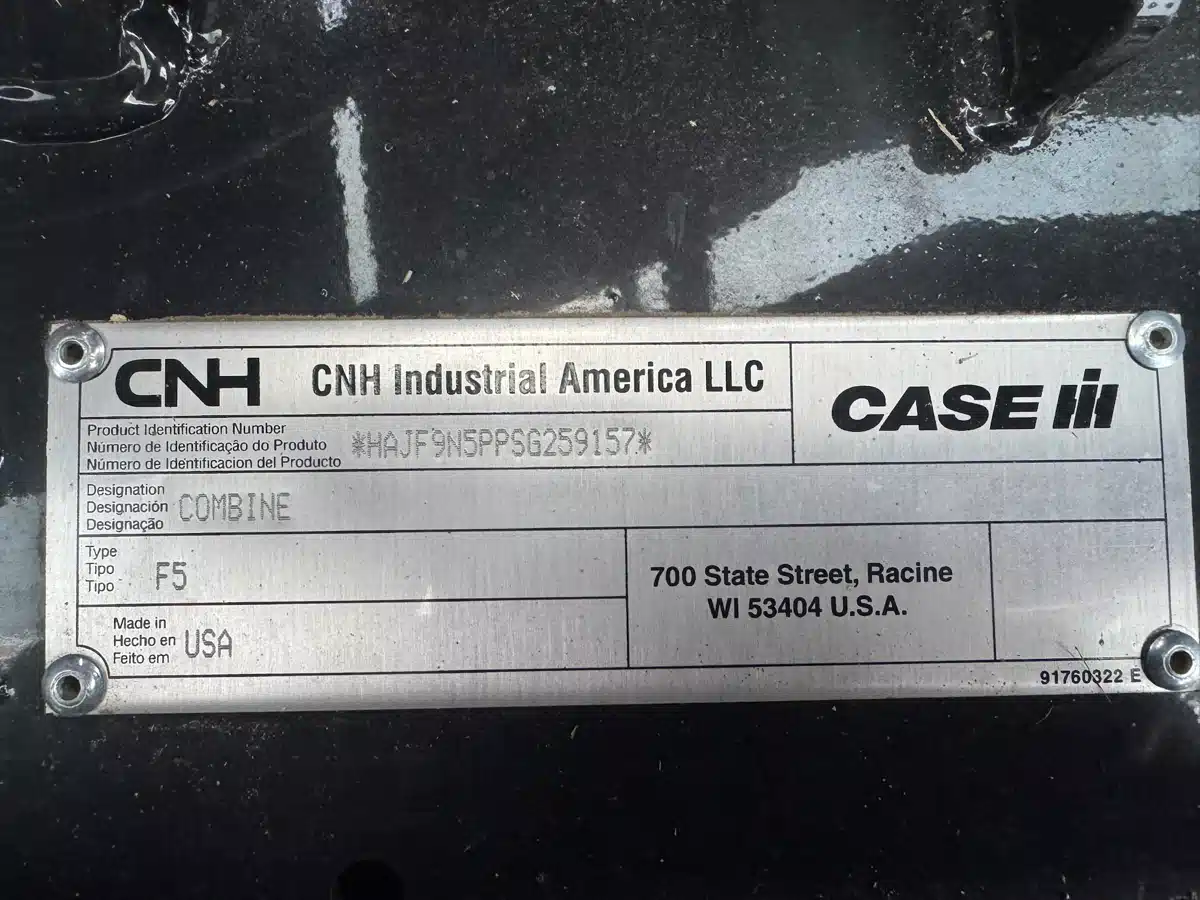 CNH CNH Industrial America LLC
CASE IH
Product Identification Number
Número de Identificação do Produto
Número de Identificacion del Producto
*HAJF9N5PPSG259157*
Designation
Designación
Designação
COMBINE
Type
Tipo
Tipo
F5
Made in
Hecho en
Feito em
USA
700 State Street, Racine
WI 53404 U.S.A.
91760322 E